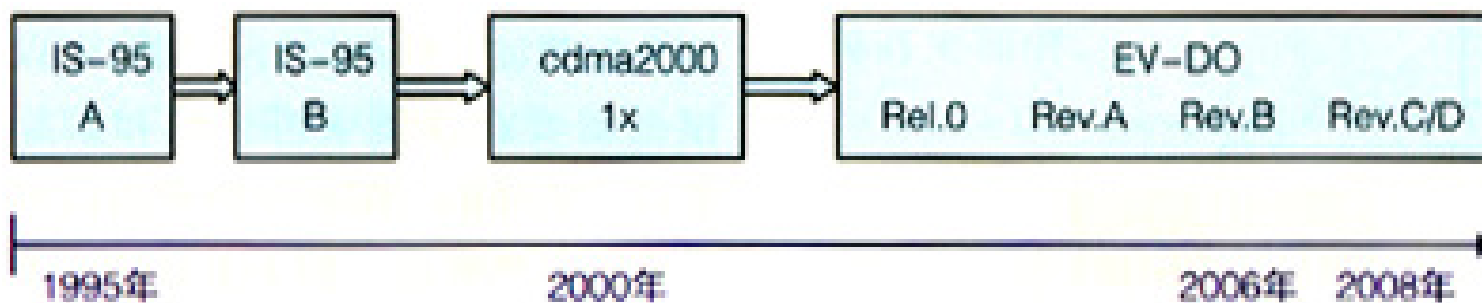 IS-95
A
IS-95
B
cdma2000
1x
EV-DO
Rel.0 Rev.A Rev.B Rev.C/D
1995年 2000年 2006年 2008年